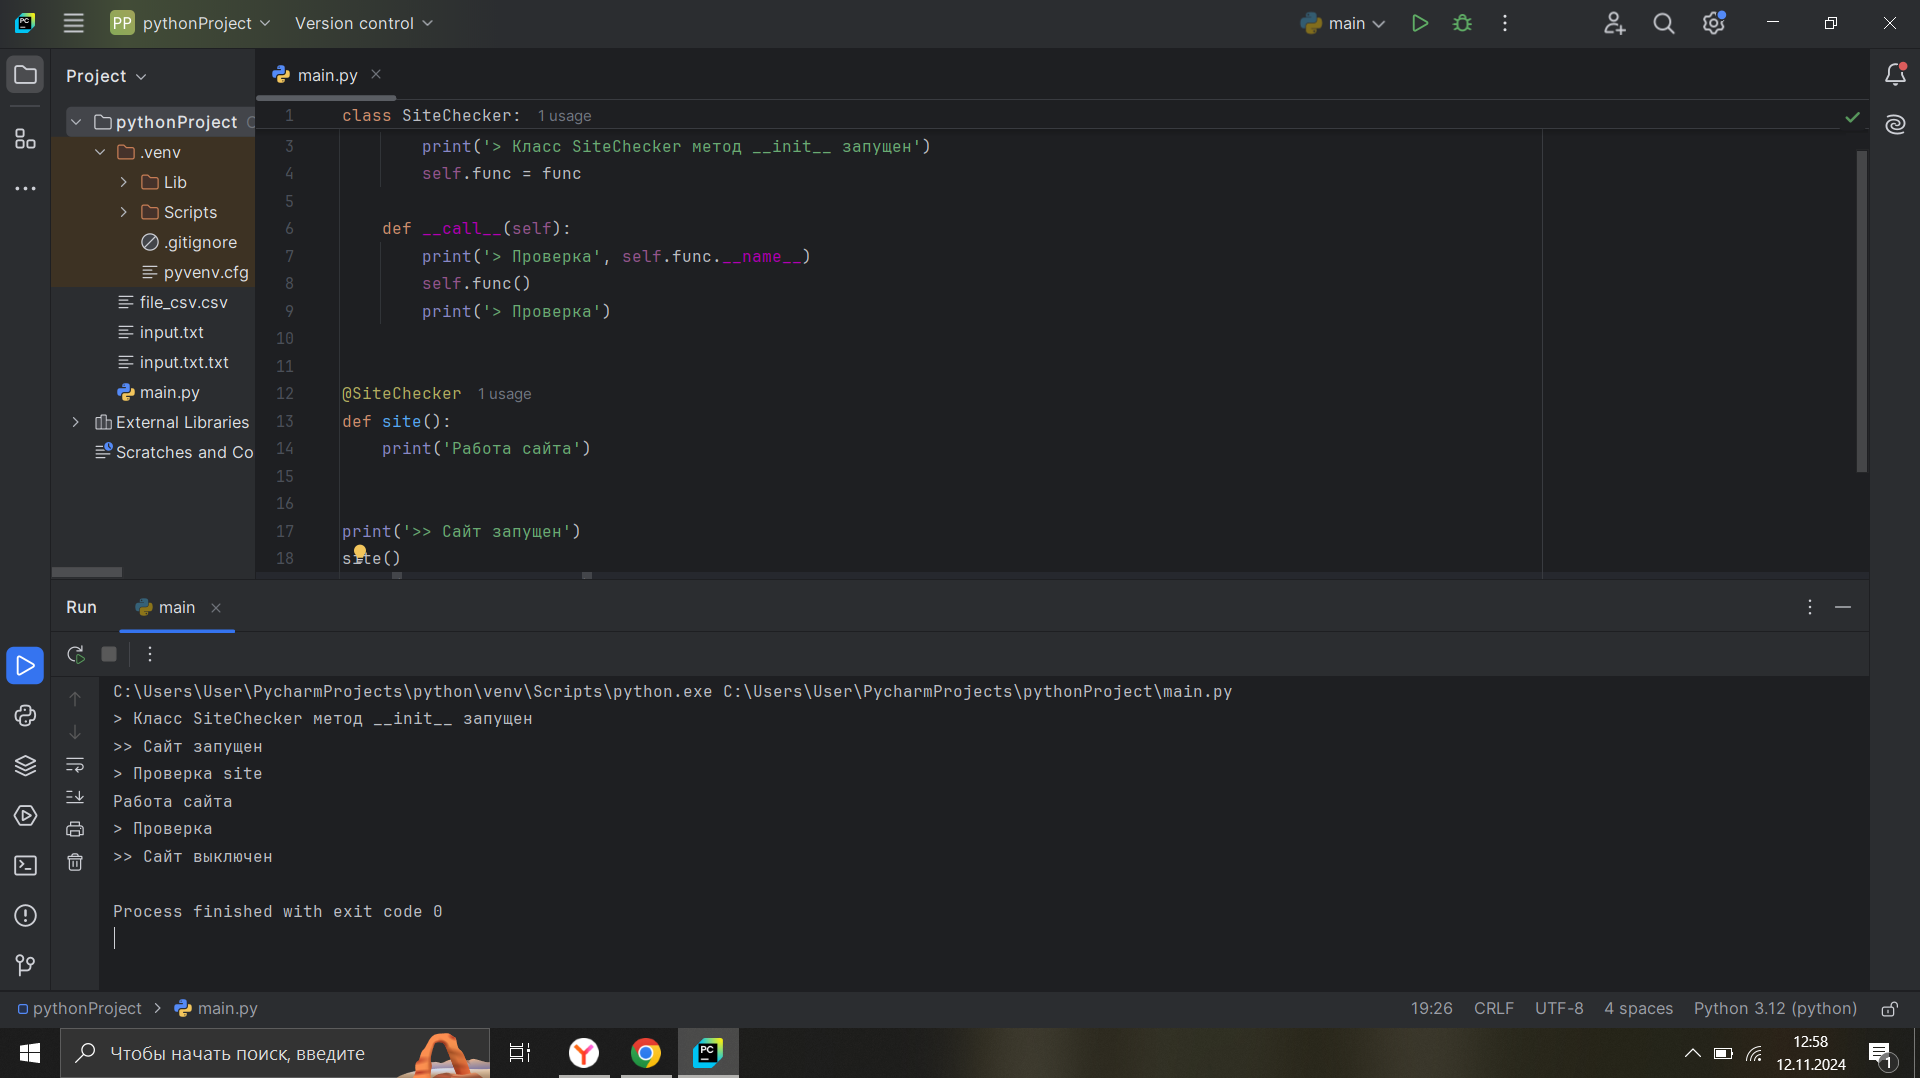 PP pythonProject Version control main
Project
main.py
pythonProject
.venv
Lib
Scripts
.gitignore
pyvenv.cfg
file_csv.csv
input.txt
input.txt.txt
main.py
External Libraries
Scratches and Co
1 class SiteChecker: 1 usage
3 print('> Класс SiteChecker метод __init__ запущен')
4 self.func = func
5
6 def __call__(self):
7 print('> Проверка', self.func.__name__)
8 self.func()
9 print('> Проверка')
10
11
12 @SiteChecker 1 usage
13 def site():
14 print('Работа сайта')
15
16
17 print('>> Сайт запущен')
18 site()
Run main
C:\Users\User\PycharmProjects\python\venv\Scripts\python.exe C:\Users\User\PycharmProjects\pythonProject\main.py
> Класс SiteChecker метод __init__ запущен
>> Сайт запущен
> Проверка site
Работа сайта
> Проверка
>> Сайт выключен
Process finished with exit code 0
pythonProject > main.py 19:26 CRLF UTF-8 4 spaces Python 3.12 (python)
Чтобы начать поиск, введите
PC
12:58
12.11.2024
1